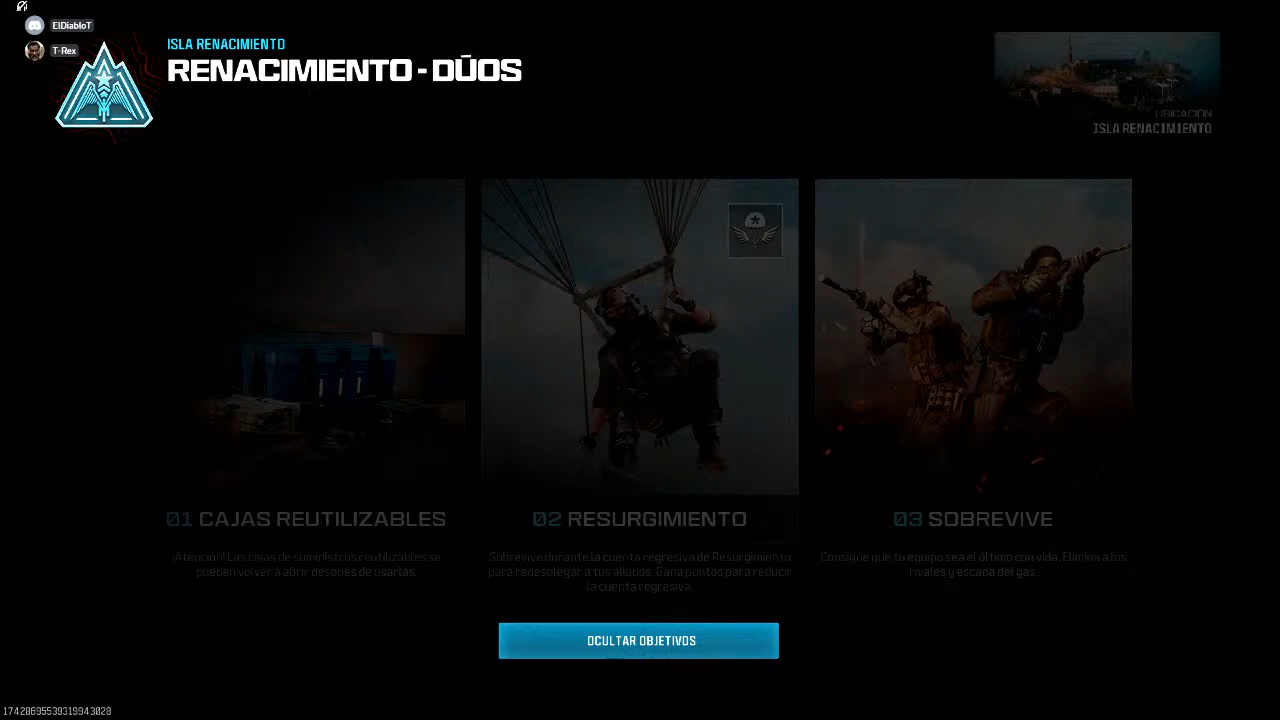 ElDiabloT
T-Rex
ISLA RENACIMIENTO
RENACIMIENTO - DÚOS
UBICACIÓN
ISLA RENACIMIENTO
01 CAJAS REUTILIZABLES
¡Atención! Las cajas de suministros reutilizables se
pueden volver a abrir después de usarlas.
02 RESURGIMIENTO
Sobrevive durante la cuenta regresiva de Resurgimiento
para redesplegar a tus aliados. Gana puntos para reducir
la cuenta regresiva.
03 SOBREVIVE
Consigue que tu equipo sea el último con vida. Elimina a los
rivales y escapa del gas.
OCULTAR OBJETIVOS
17428695539319943028